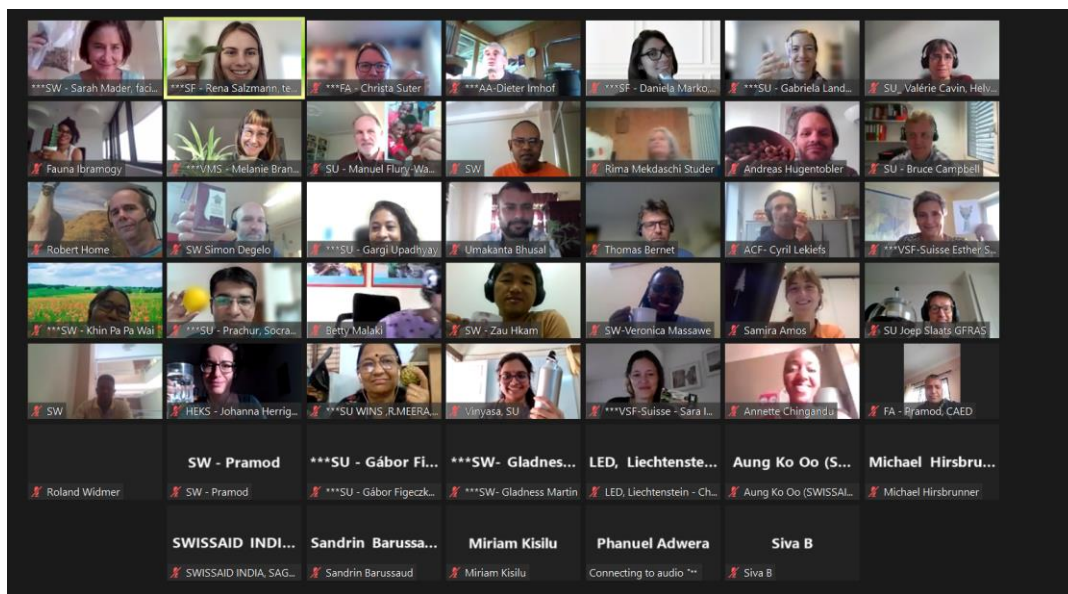 ***SW - Sarah Mader, faci...
***SF - Rena Salzmann, te...
***FA - Christa Suter
***AA-Dieter Imhof
***SF - Daniela Marko,...
***SU - Gabriela Land...
SU_ Valérie Cavin, Helv...
Fauna Ibramogy
***VMS - Melanie Bran...
SU - Manuel Flury-Wa...
SW
Rima Mekdaschi Studer
Andreas Hugentobler
SU - Bruce Campbell
Robert Home
SW Simon Degelo
***SU - Gargi Upadhyay
Umakanta Bhusal
Thomas Bernet
ACF- Cyril Lekiefs
***VSF-Suisse Esther S...
***SW - Khin Pa Pa Wai
***SU - Prachur, Socra...
Betty Malaki
SW - Zau Hkam
SW-Veronica Massawe
Samira Amos
SU Joep Slaats GFRAS
SW
HEKS - Johanna Herrig...
***SU WINS ,R.MEERA,...
Vinyasa, SU
***VSF-Suisse - Sara I...
Annette Chingandu
FA - Pramod, CAED
SW - Pramod
***SU - Gábor Fi...
***SW- Gladnes...
LED, Liechtenste...
Aung Ko Oo (S...
Michael Hirsbru...
Roland Widmer
SW - Pramod
***SU - Gábor Figeczk...
***SW- Gladness Martin
LED, Liechtenstein - Ch...
Aung Ko Oo (SWISSAI...
Michael Hirsbrunner
SWISSAID INDI...
Sandrin Barussa...
Miriam Kisilu
Phanuel Adwera
Siva B
SWISSAID INDIA, SAG...
Sandrin Barussaud
Miriam Kisilu
Connecting to audio
Siva B